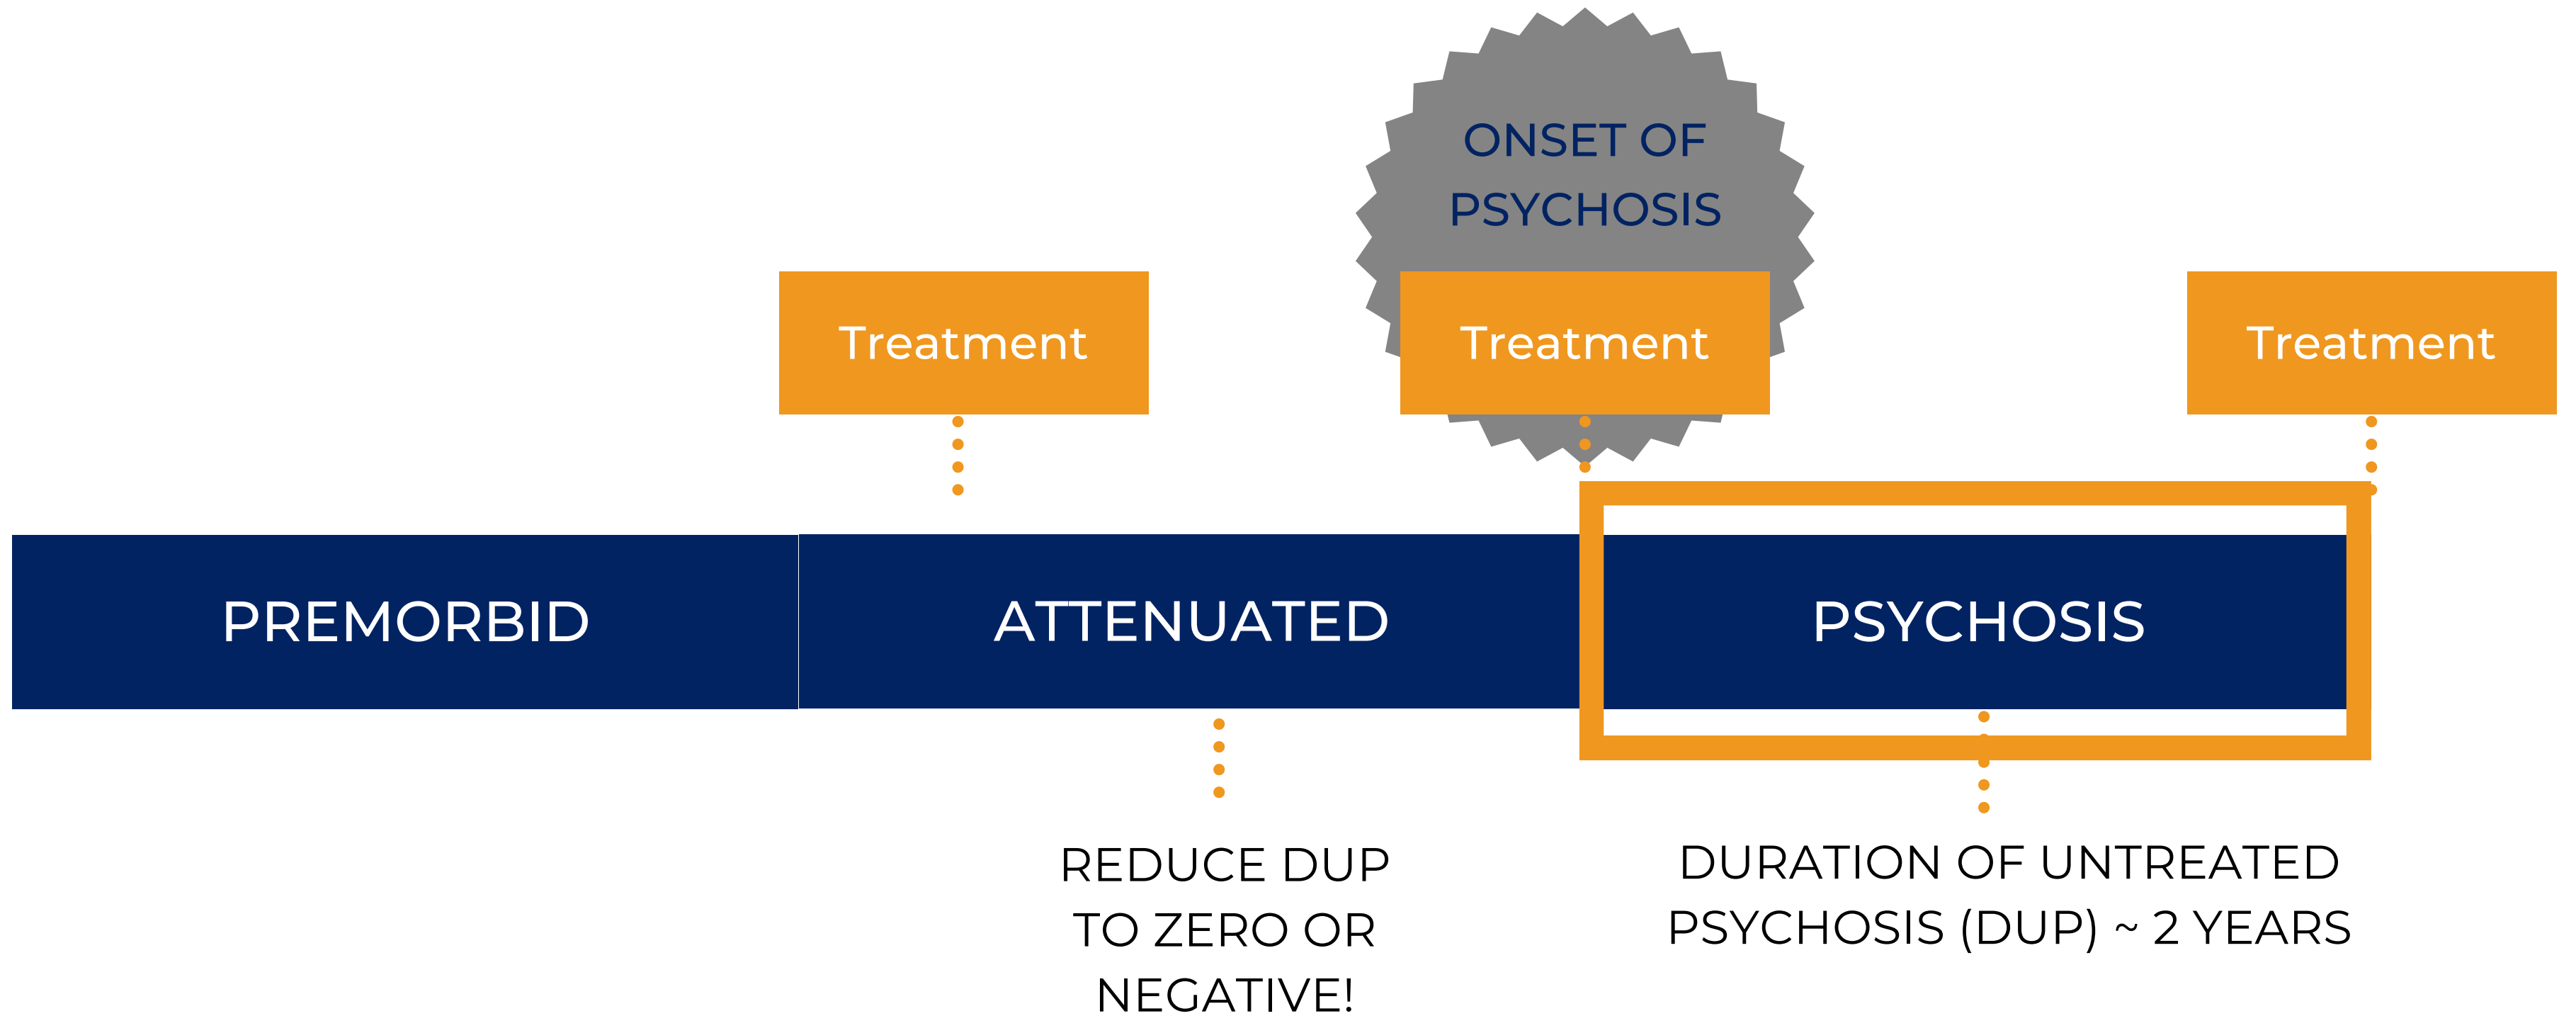 ONSET OF
PSYCHOSIS
Treatment
Treatment
Treatment
PREMORBID
ATTENUATED
PSYCHOSIS
REDUCE DUP
TO ZERO OR
NEGATIVE!
DURATION OF UNTREATED
PSYCHOSIS (DUP) ~ 2 YEARS